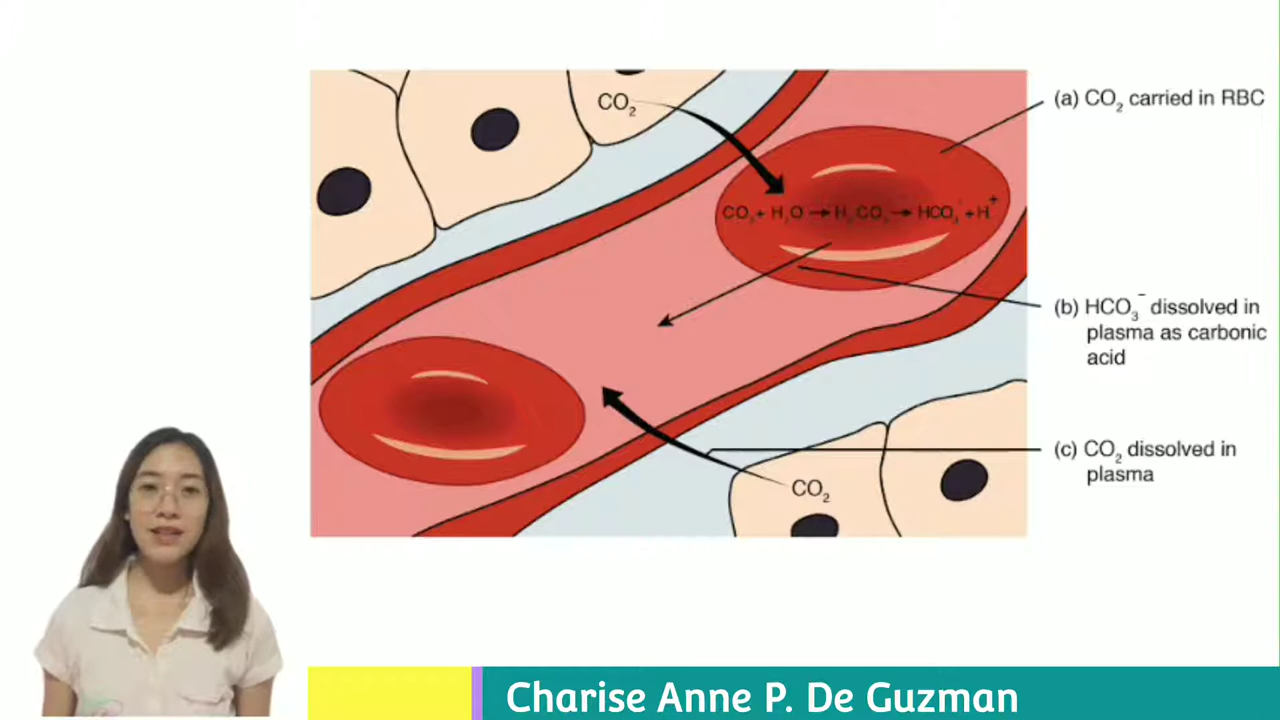 CO₂
(a) CO₂ carried in RBC
CO₂ + H₂O → H₂CO₃ → HCO₃⁻ + H⁺
(b) HCO₃⁻ dissolved in
plasma as carbonic
acid
(c) CO₂ dissolved in
plasma
CO₂
Charise Anne P. De Guzman